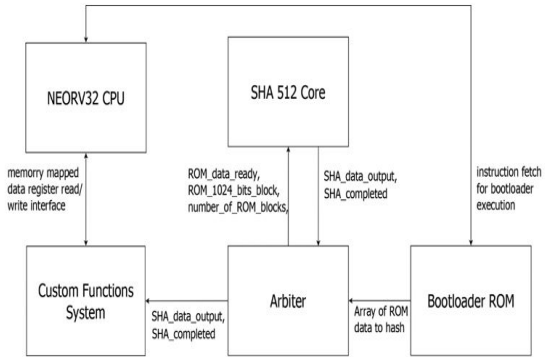 NEORV32 CPU
SHA 512 Core
memorry mapped
data register read/
write interface
ROM_data_ready,
ROM_1024_bits_block,
number_of_ROM_blocks,
SHA_data_output,
SHA_completed
instruction fetch
for bootloader
execution
Custom Functions
System
SHA_data_output,
SHA_completed
Arbiter
Array of ROM
data to hash
Bootloader ROM